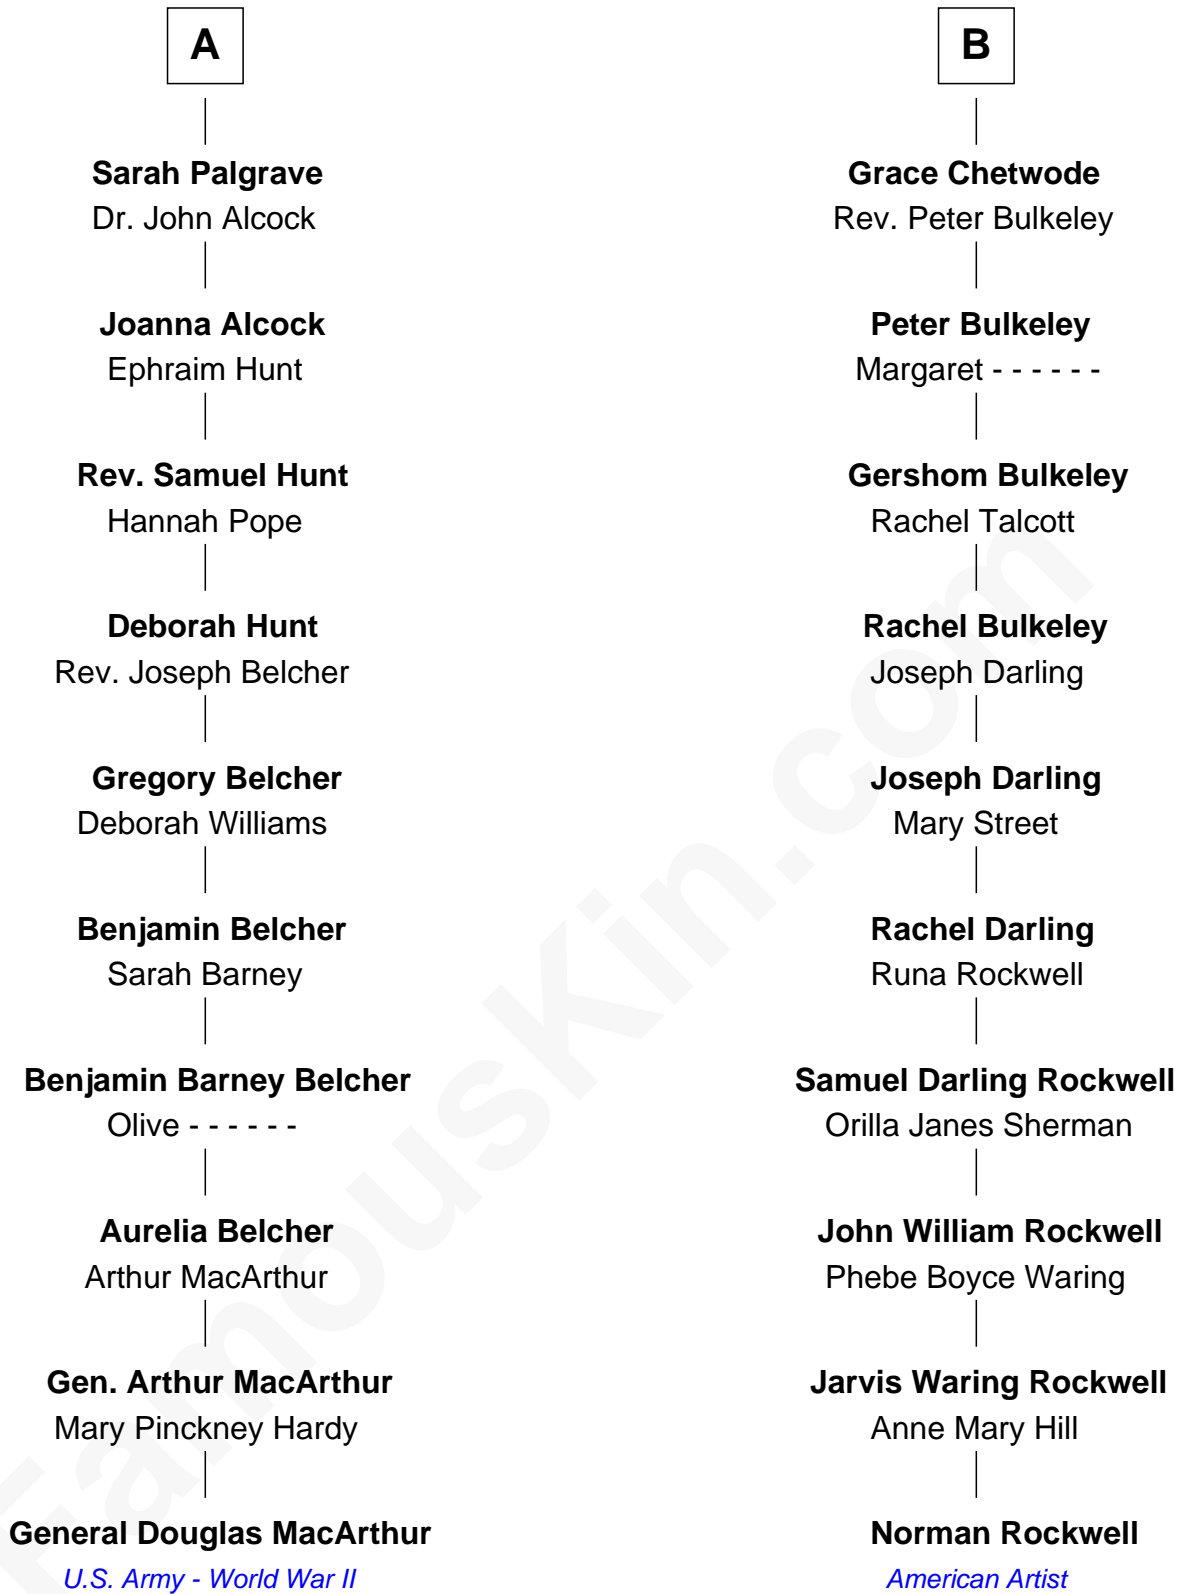 A
Sarah Palgrave
Dr. John Alcock
Joanna Alcock
Ephraim Hunt
Rev. Samuel Hunt
Hannah Pope
Deborah Hunt
Rev. Joseph Belcher
Gregory Belcher
Deborah Williams
Benjamin Belcher
Sarah Barney
Benjamin Barney Belcher
Olive - - - - - -
Aurelia Belcher
Arthur MacArthur
Gen. Arthur MacArthur
Mary Pinckney Hardy
General Douglas MacArthur
U.S. Army - World War II
B
Grace Chetwode
Rev. Peter Bulkeley
Peter Bulkeley
Margaret - - - - - -
Gershom Bulkeley
Rachel Talcott
Rachel Bulkeley
Joseph Darling
Joseph Darling
Mary Street
Rachel Darling
Runa Rockwell
Samuel Darling Rockwell
Orilla Janes Sherman
John William Rockwell
Phebe Boyce Waring
Jarvis Waring Rockwell
Anne Mary Hill
Norman Rockwell
American Artist
FamousKin.com